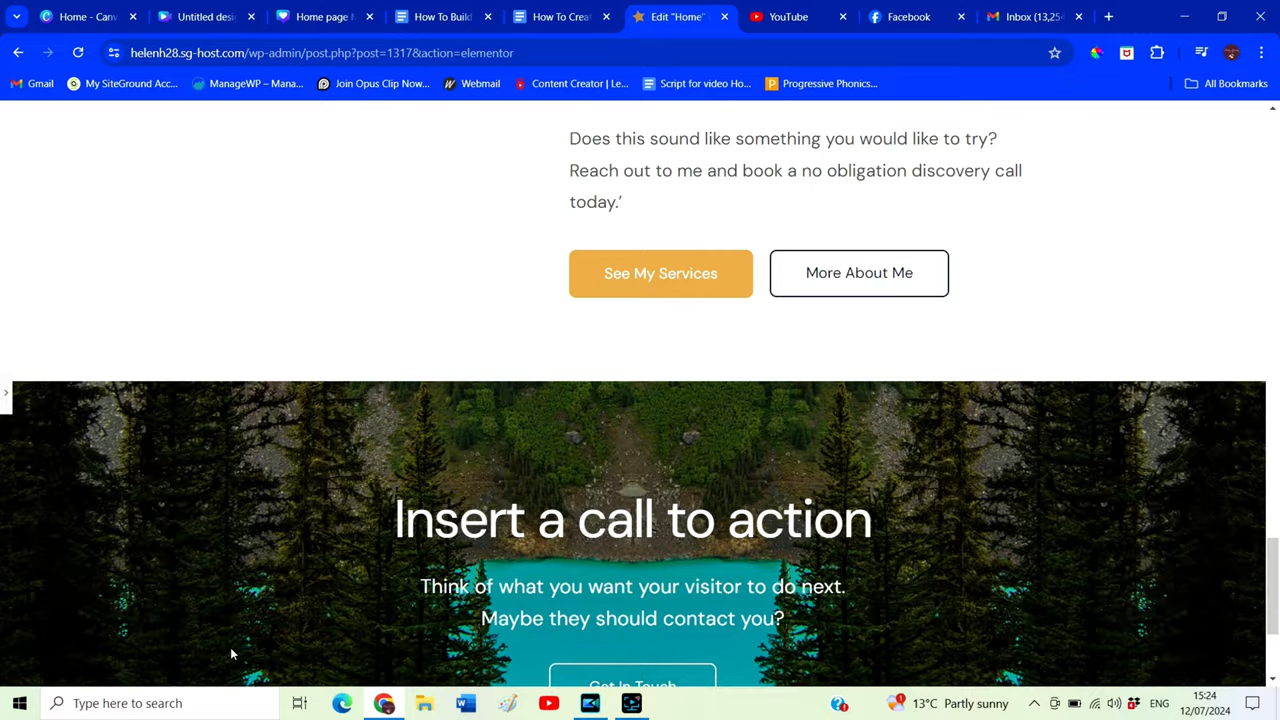 Home - Canv
Untitled desi
Home page
How To Build
How To Creat
Edit "Home"
YouTube
Facebook
Inbox (13,25
helenh28.sg-host.com/wp-admin/post.php?post=1317&action=elementor
Gmail
My SiteGround Acc...
ManageWP – Mana...
Join Opus Clip Now...
Webmail
Content Creator | Le...
Script for video Ho...
Progressive Phonics...
All Bookmarks
Does this sound like something you would like to try?
Reach out to me and book a no obligation discovery call
today.’
See My Services
More About Me
Insert a call to action
Think of what you want your visitor to do next.
Maybe they should contact you?
Get In Touch
Type here to search
13°C Partly sunny
ENG
15:24
12/07/2024